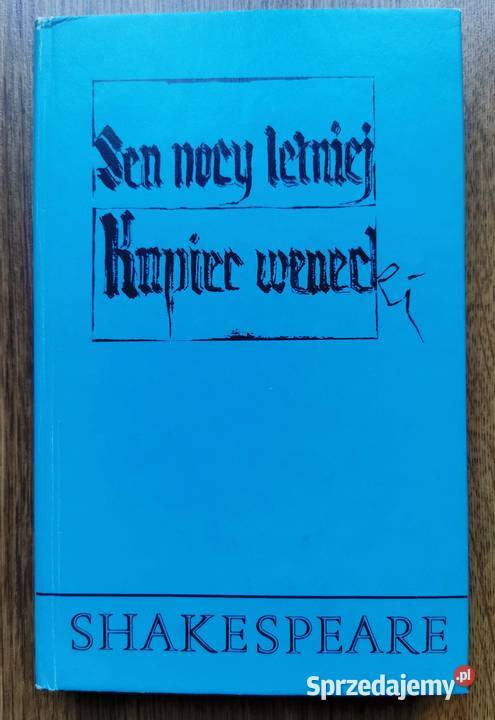 Sen nocy letniej
Kupiec wenecki
SHAKESPEARE
Sprzedajemy.pl